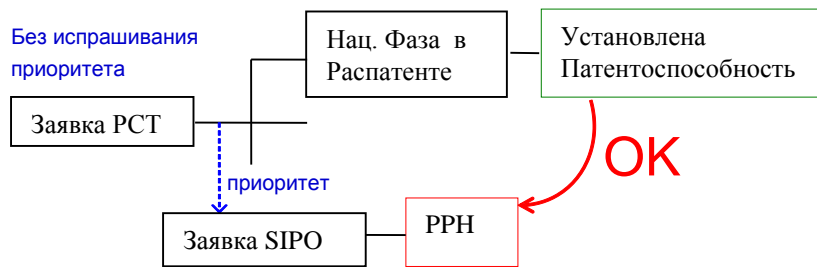 Без испрашивания
приоритета
Нац. Фаза в
Распатенте
Установлена
Патентоспособность
Заявка PCT
OK
приоритет
Заявка SIPO
PPH